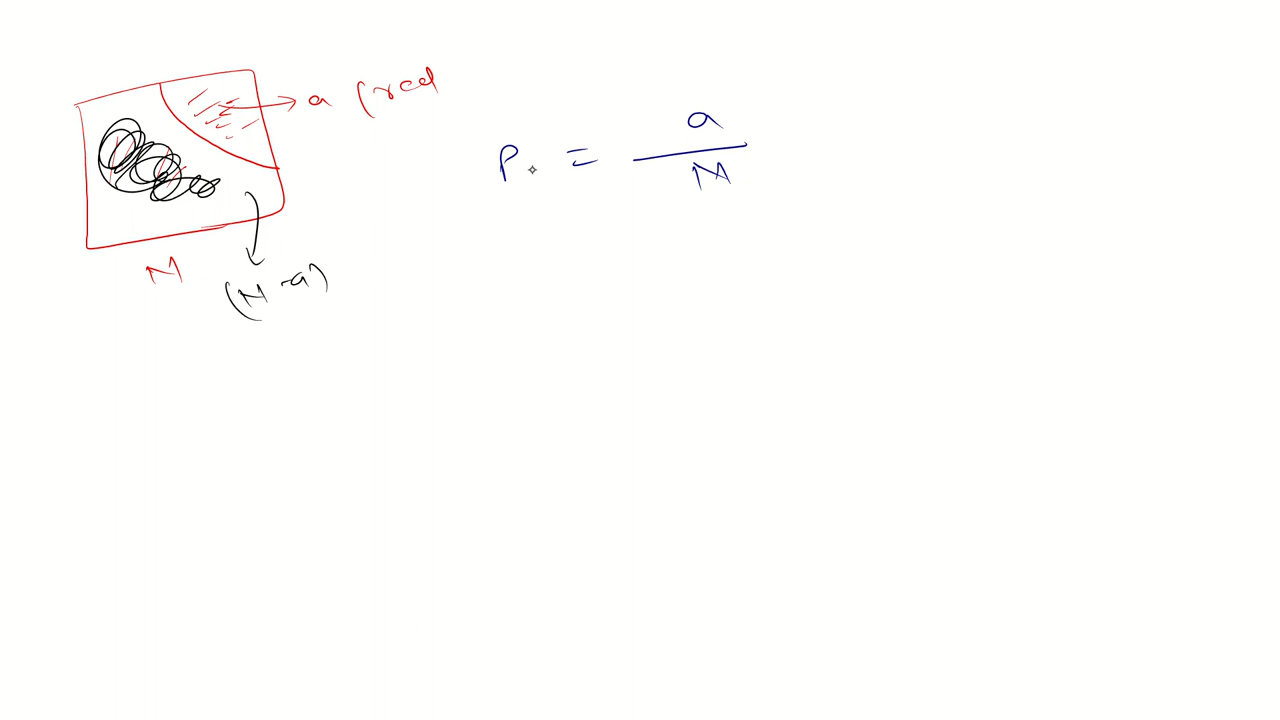 a (red
P = a / N
N
(N-a)